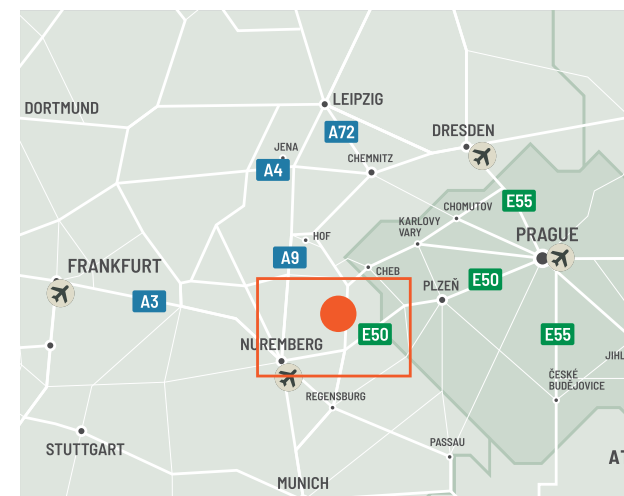 DORTMUND
LEIPZIG
A72
DRESDEN
JENA
A4
CHEMNITZ
E55
CHOMUTOV
KARLOVY
VARY
PRAGUE
HOF
A9
CHEB
FRANKFURT
A3
PLZEŇ
E50
NUREMBERG
E50
E55
JIHL
ČESKÉ
BUDĚJOVICE
REGENSBURG
STUTTGART
PASSAU
AT
MUNICH